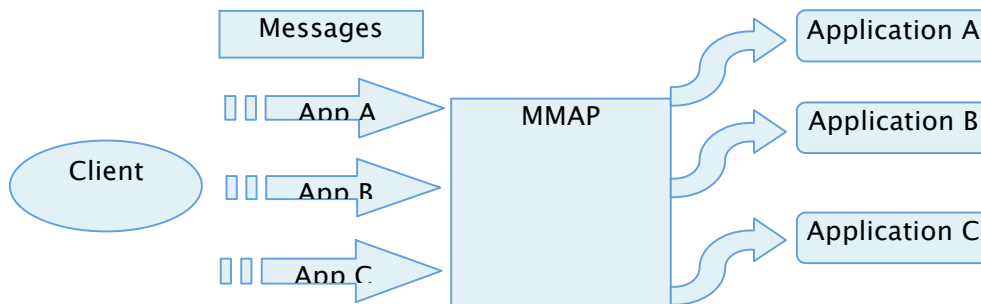 Messages
Application A
App A
MMAP
Application B
Client
App B
Application C
App C